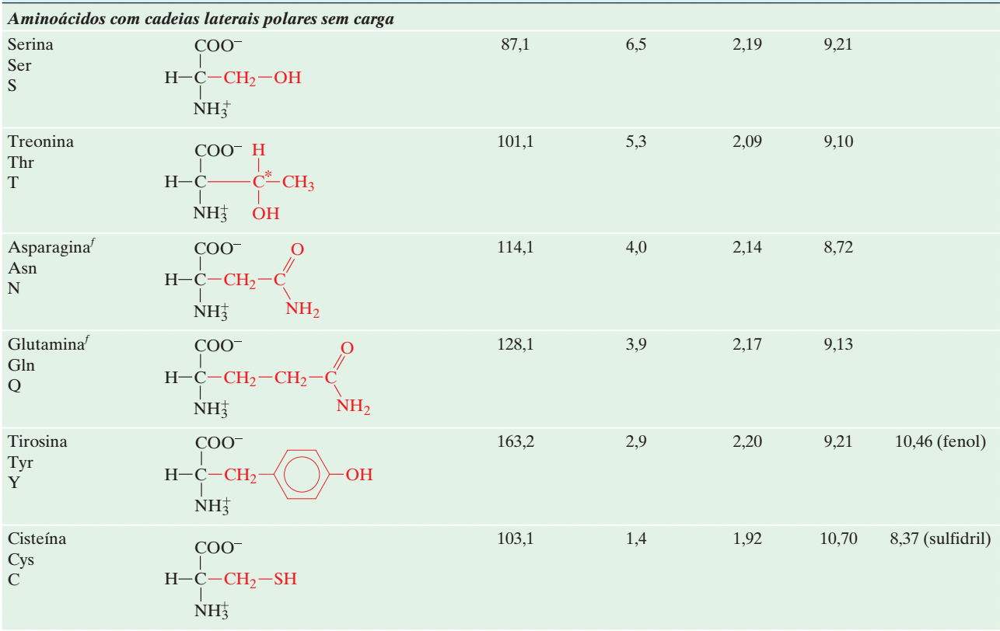 Aminoácidos com cadeias laterais polares sem carga
Serina COO⁻ 87,1 6,5 2,19 9,21
Ser
S H—C—CH₂—OH
NH₃⁺
Treonina COO⁻ H 101,1 5,3 2,09 9,10
Thr
T H—C—C*—CH₃
NH₃⁺ OH
Asparaginaᶠ COO⁻ O 114,1 4,0 2,14 8,72
Asn
N H—C—CH₂—C
NH₃⁺ NH₂
Glutaminaᶠ COO⁻ O 128,1 3,9 2,17 9,13
Gln
Q H—C—CH₂—CH₂—C
NH₃⁺ NH₂
Tirosina COO⁻ 163,2 2,9 2,20 9,21 10,46 (fenol)
Tyr
Y H—C—CH₂ OH
NH₃⁺
Cisteína COO⁻ 103,1 1,4 1,92 10,70 8,37 (sulfidril)
Cys
C H—C—CH₂—SH
NH₃⁺